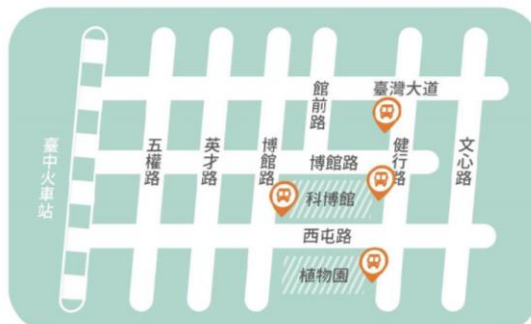 臺灣大道
館前路
臺中火車站
五權路
英才路
博館路
博館路
健行路
文心路
科博館
西屯路
植物園